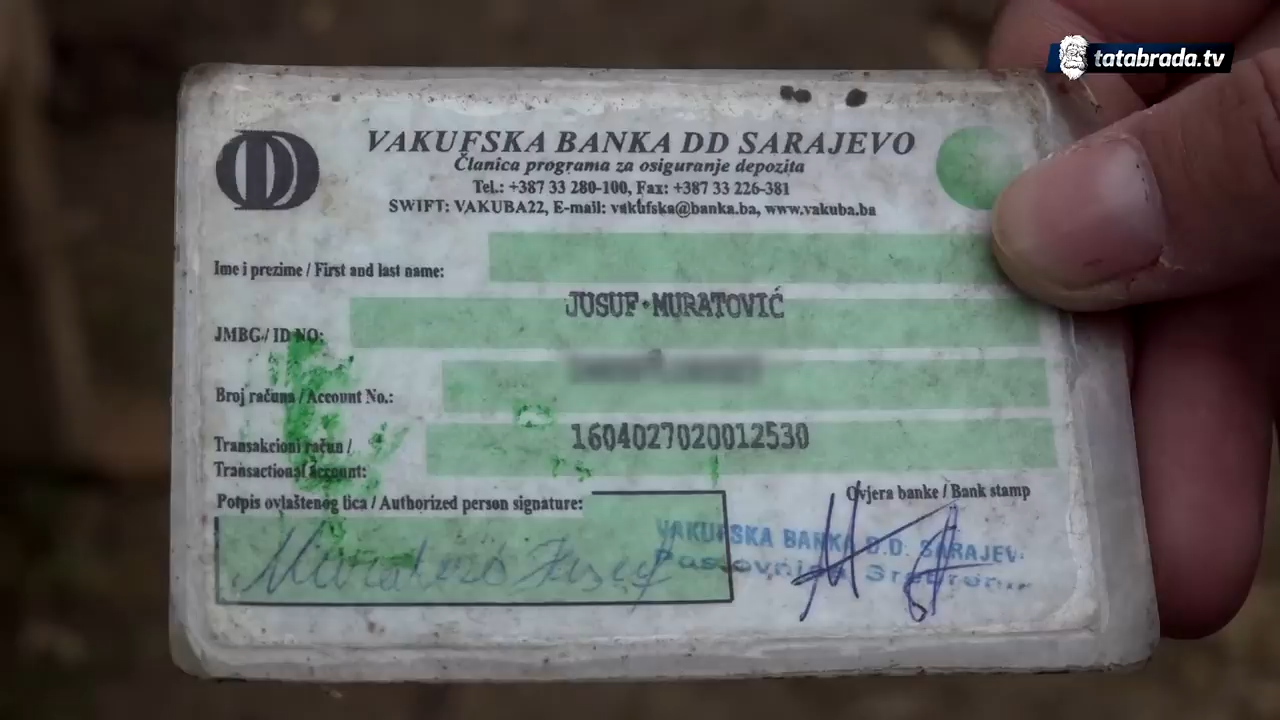 tatabrada.tv
VAKUFSKA BANKA DD SARAJEVO
Članica programa za osiguranje depozita
Tel.: +387 33 280-100, Fax: +387 33 226-381
SWIFT: VAKUBA22, E-mail: vakufska@banka.ba, www.vakuba.ba
Ime i prezime / First and last name:
JUSUF MURATOVIĆ
JMBG / ID NO:
Broj računa / Account No.:
1604027020012530
Transakcioni račun /
Transactional account:
Potpis ovlaštenog lica / Authorized person signature:
Ovjera banke / Bank stamp
Muratović Jusuf
VAKUFSKA BANKA D.D. SARAJEV
Poslovnica